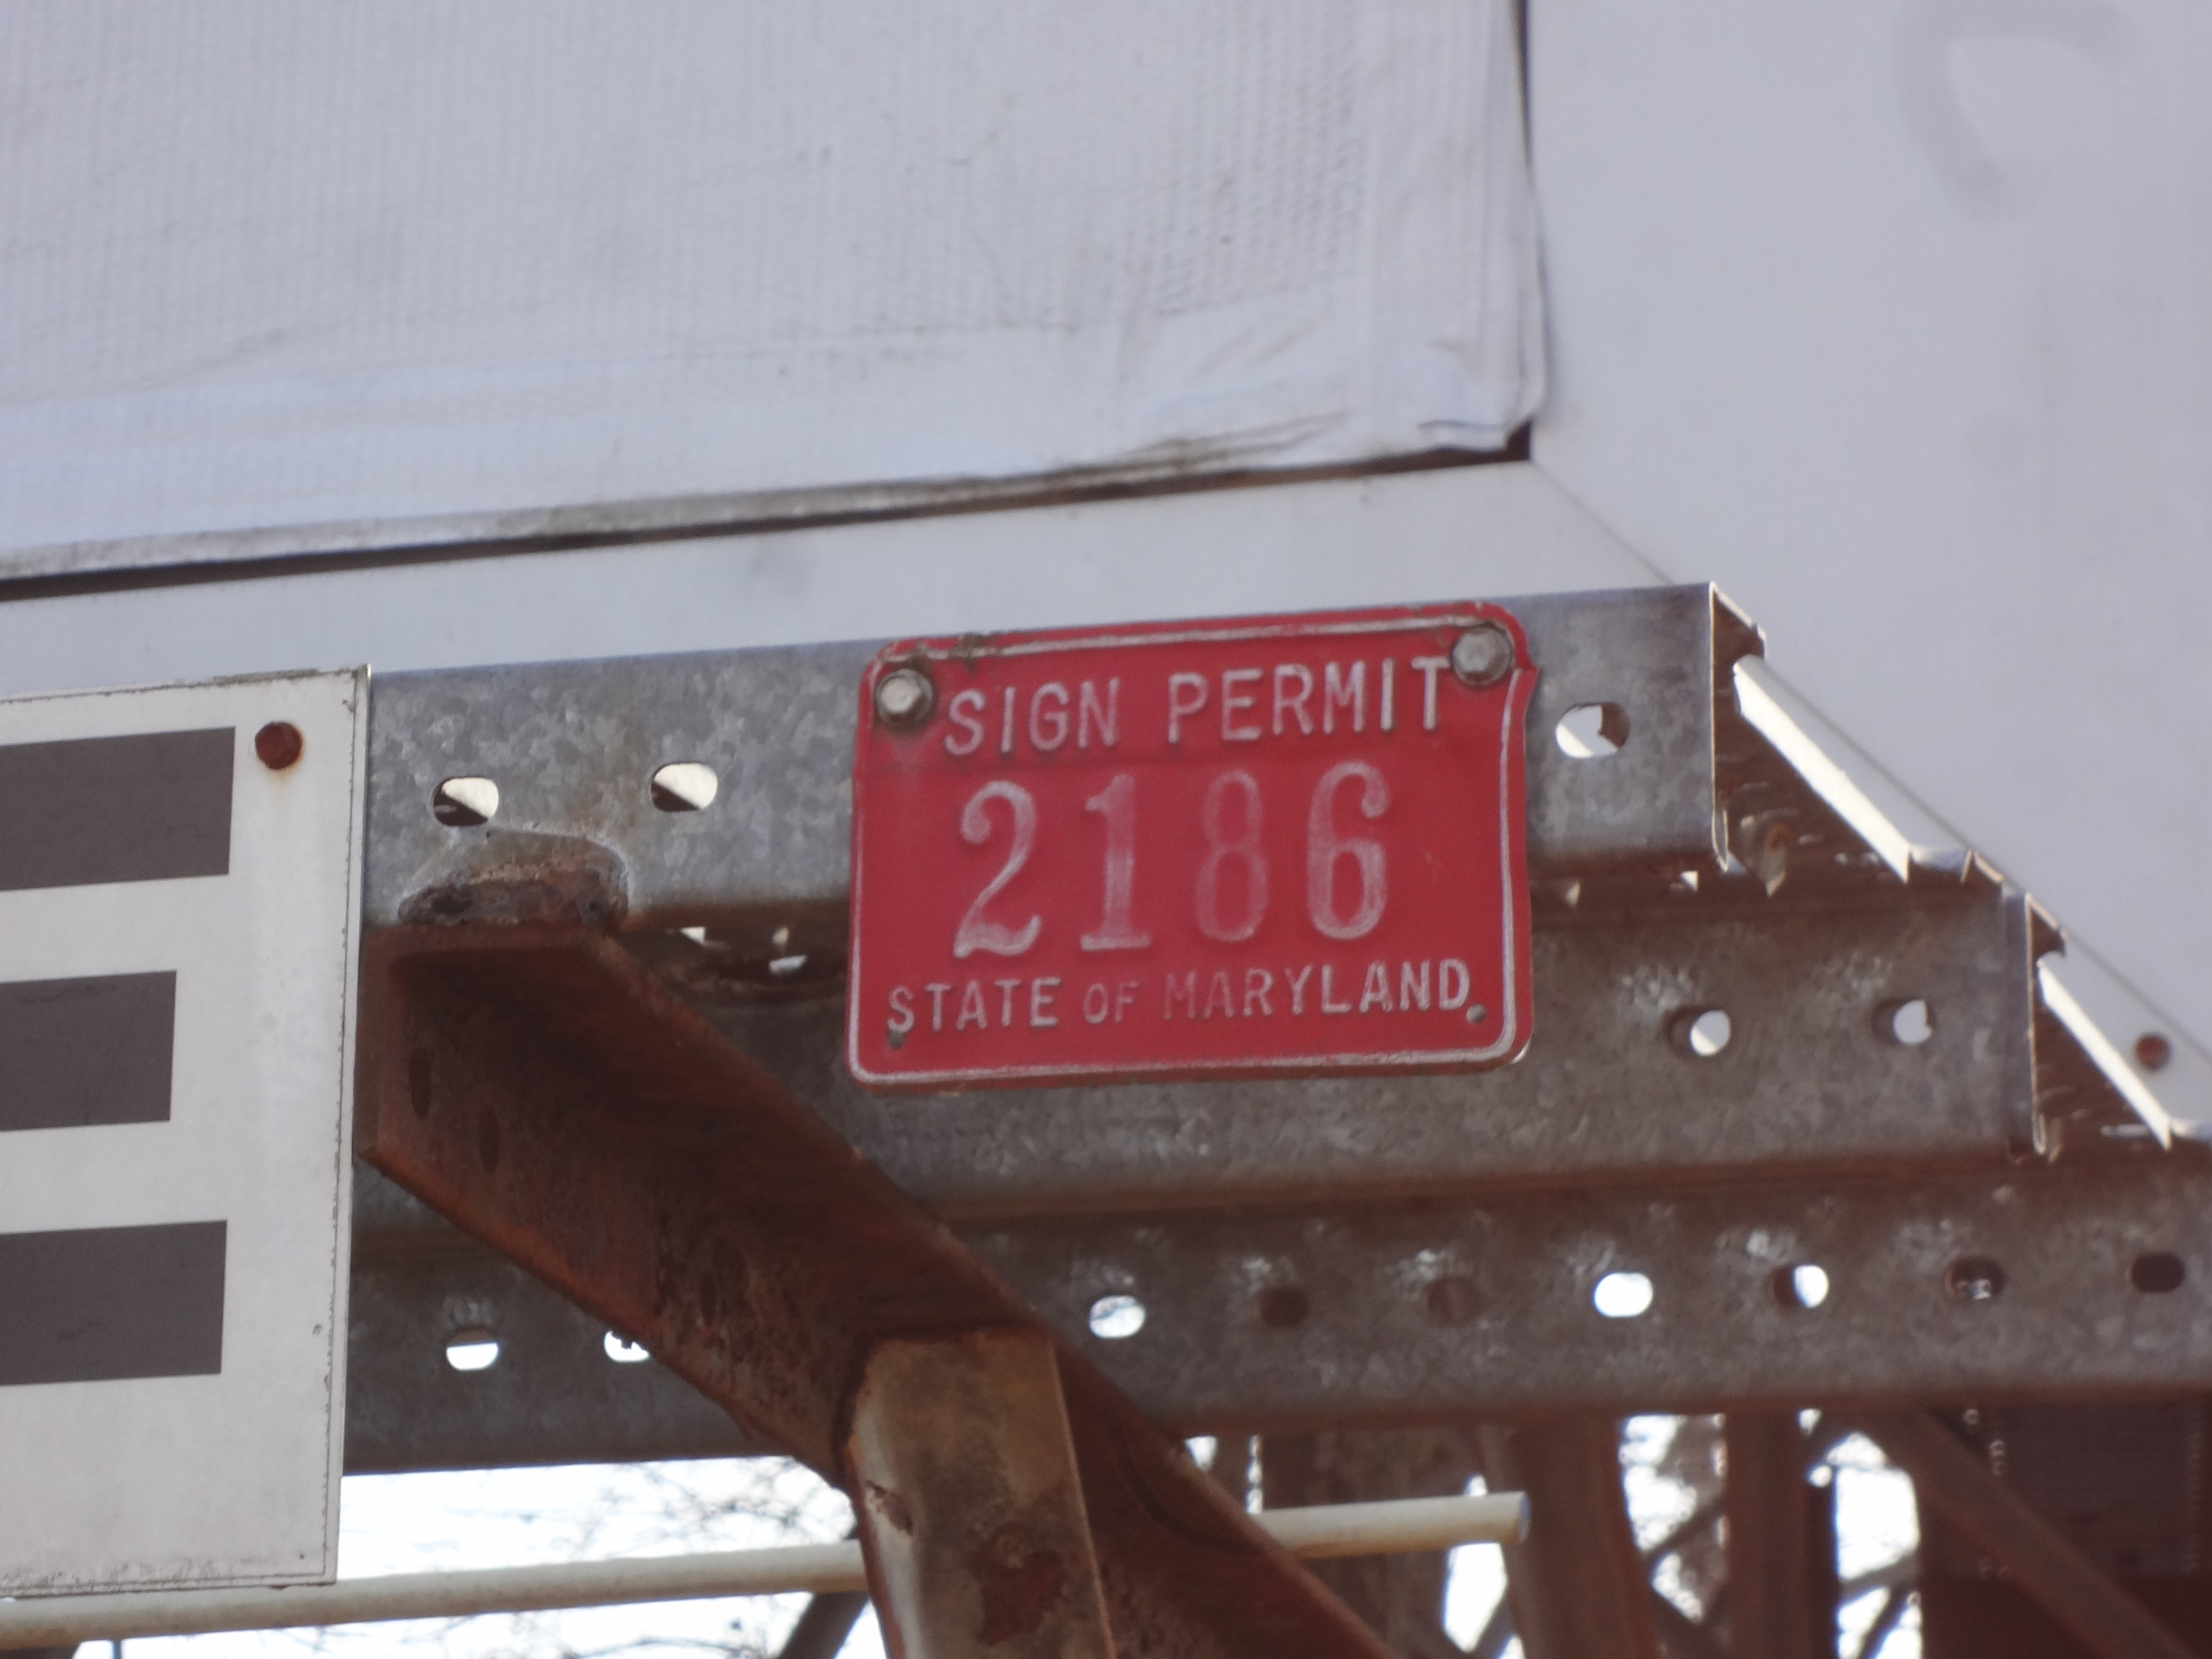 SIGN PERMIT
2186
STATE OF MARYLAND